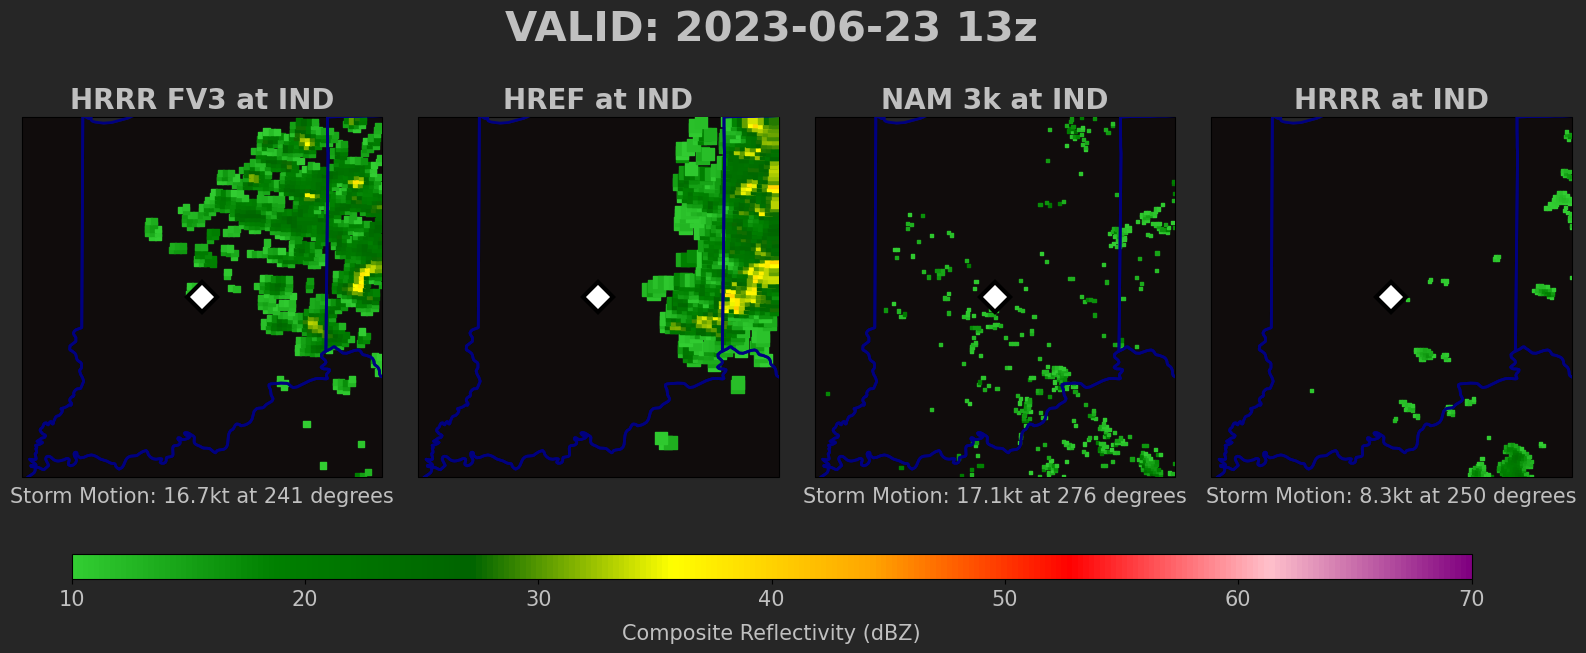 VALID: 2023-06-23 13z
HRRR FV3 at IND
HREF at IND
NAM 3k at IND
HRRR at IND
Storm Motion: 16.7kt at 241 degrees
Storm Motion: 17.1kt at 276 degrees
Storm Motion: 8.3kt at 250 degrees
10 20 30 40 50 60 70
Composite Reflectivity (dBZ)